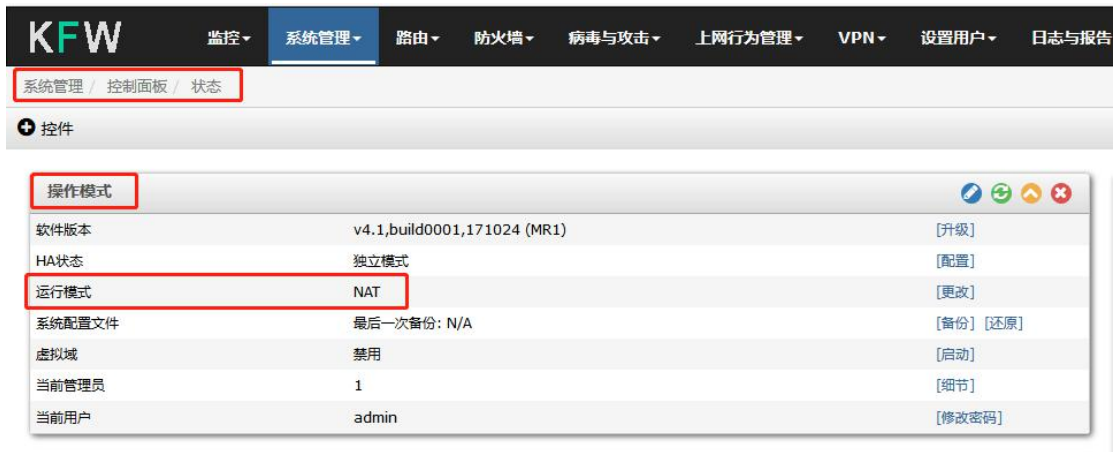 KFW 监控 系统管理 路由 防火墙 病毒与攻击 上网行为管理 VPN 设置用户 日志与报告
系统管理 / 控制面板 / 状态
控件
操作模式
软件版本 v4.1,build0001,171024 (MR1) [升级]
HA状态 独立模式 [配置]
运行模式 NAT [更改]
系统配置文件 最后一次备份: N/A [备份] [还原]
虚拟域 禁用 [启动]
当前管理员 1 [细节]
当前用户 admin [修改密码]